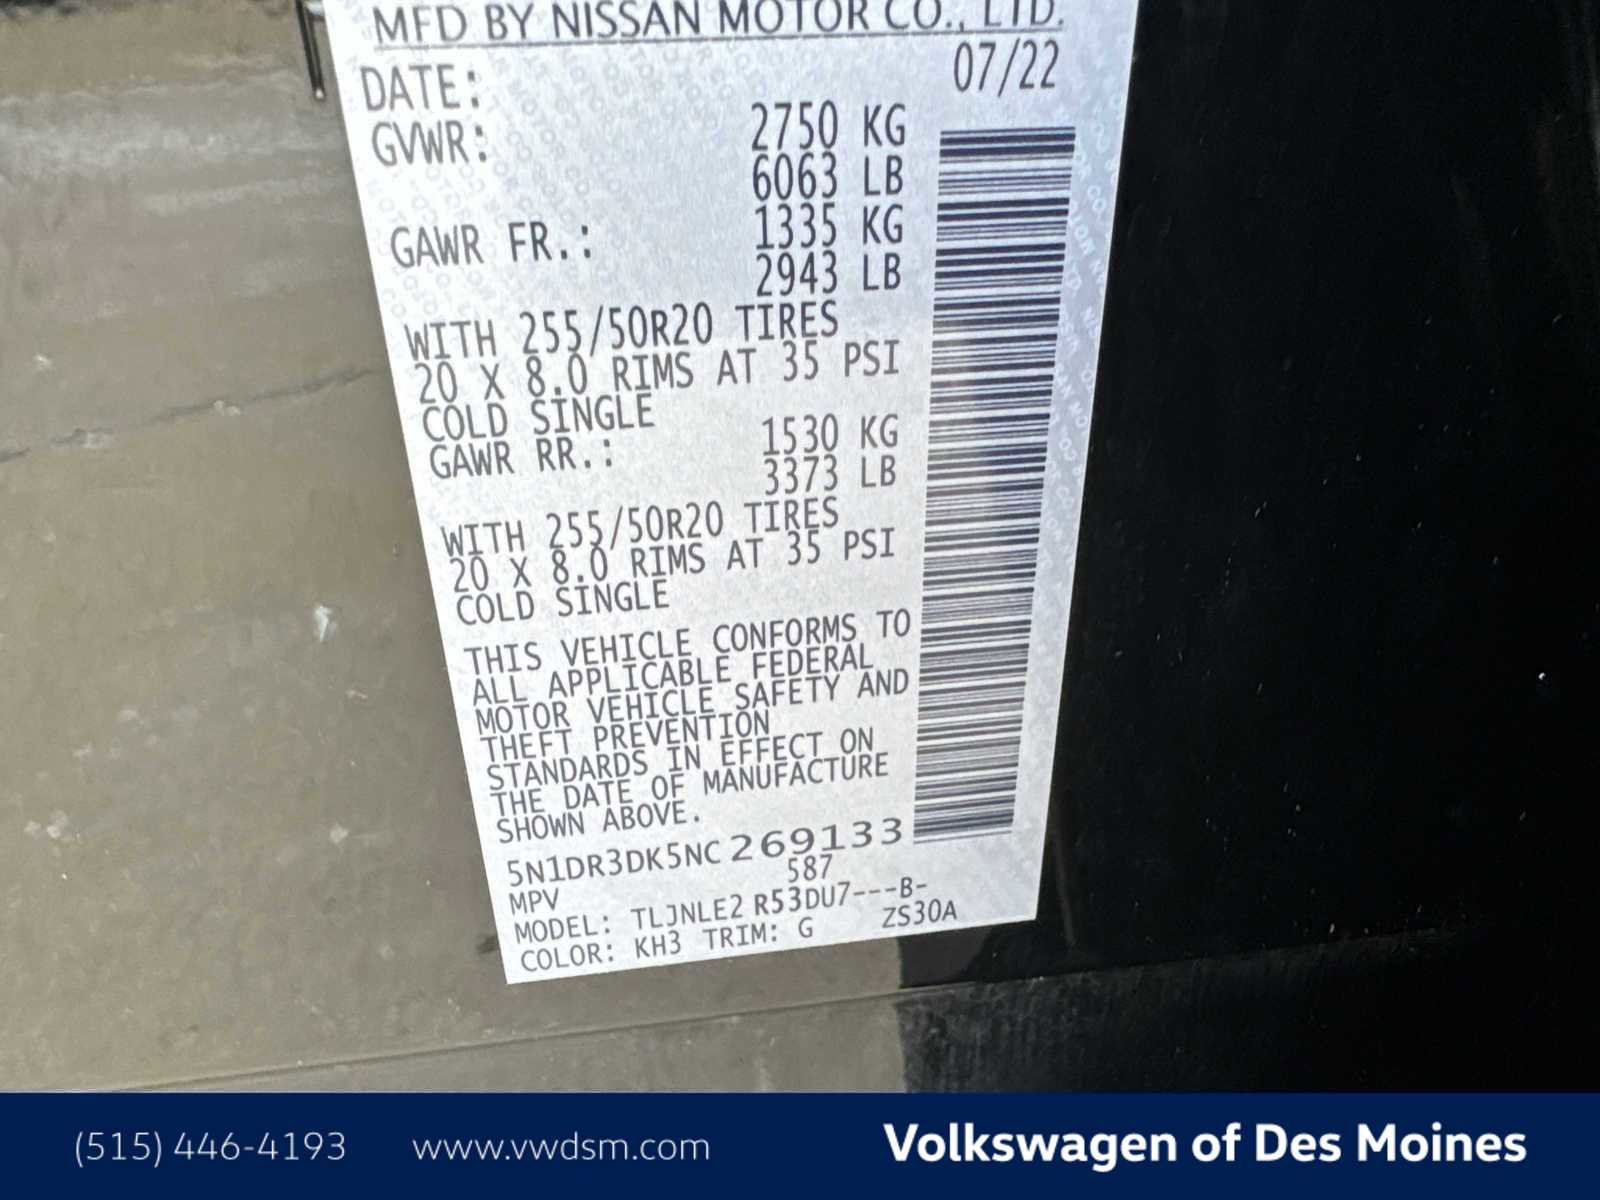 MFD BY NISSAN MOTOR CO., LTD.
DATE: 07/22
GVWR: 2750 KG
6063 LB
GAWR FR.: 1335 KG
2943 LB
WITH 255/50R20 TIRES
20 X 8.0 RIMS AT 35 PSI
COLD SINGLE
GAWR RR.: 1530 KG
3373 LB
WITH 255/50R20 TIRES
20 X 8.0 RIMS AT 35 PSI
COLD SINGLE
THIS VEHICLE CONFORMS TO
ALL APPLICABLE FEDERAL
MOTOR VEHICLE SAFETY AND
THEFT PREVENTION
STANDARDS IN EFFECT ON
THE DATE OF MANUFACTURE
SHOWN ABOVE.
5N1DR3DK5NC269133
MPV 587
MODEL: TLJNLE2 R53DU7---B-
COLOR: KH3 TRIM: G ZS30A
(515) 446-4193 www.vwdsm.com Volkswagen of Des Moines